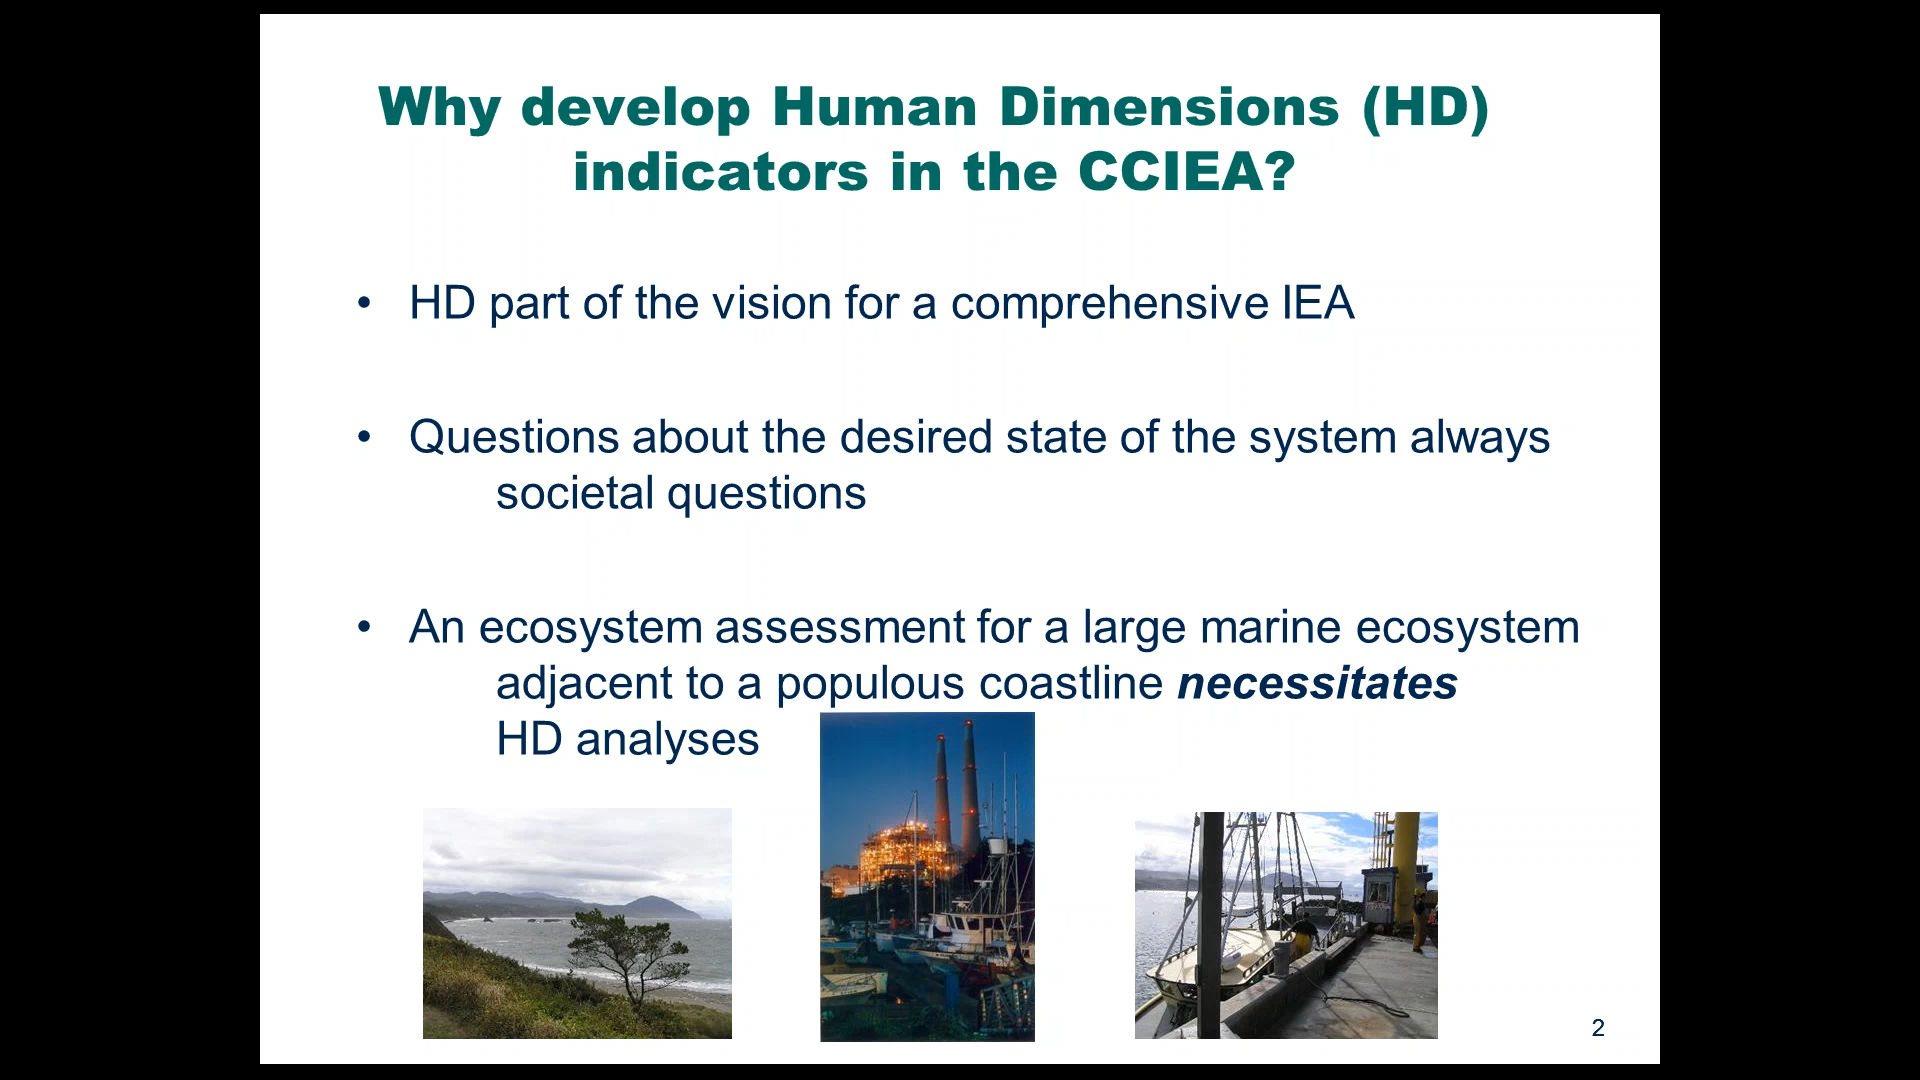 Why develop Human Dimensions (HD)
indicators in the CCIEA?
• HD part of the vision for a comprehensive IEA
• Questions about the desired state of the system always
societal questions
• An ecosystem assessment for a large marine ecosystem
adjacent to a populous coastline necessitates
HD analyses
2